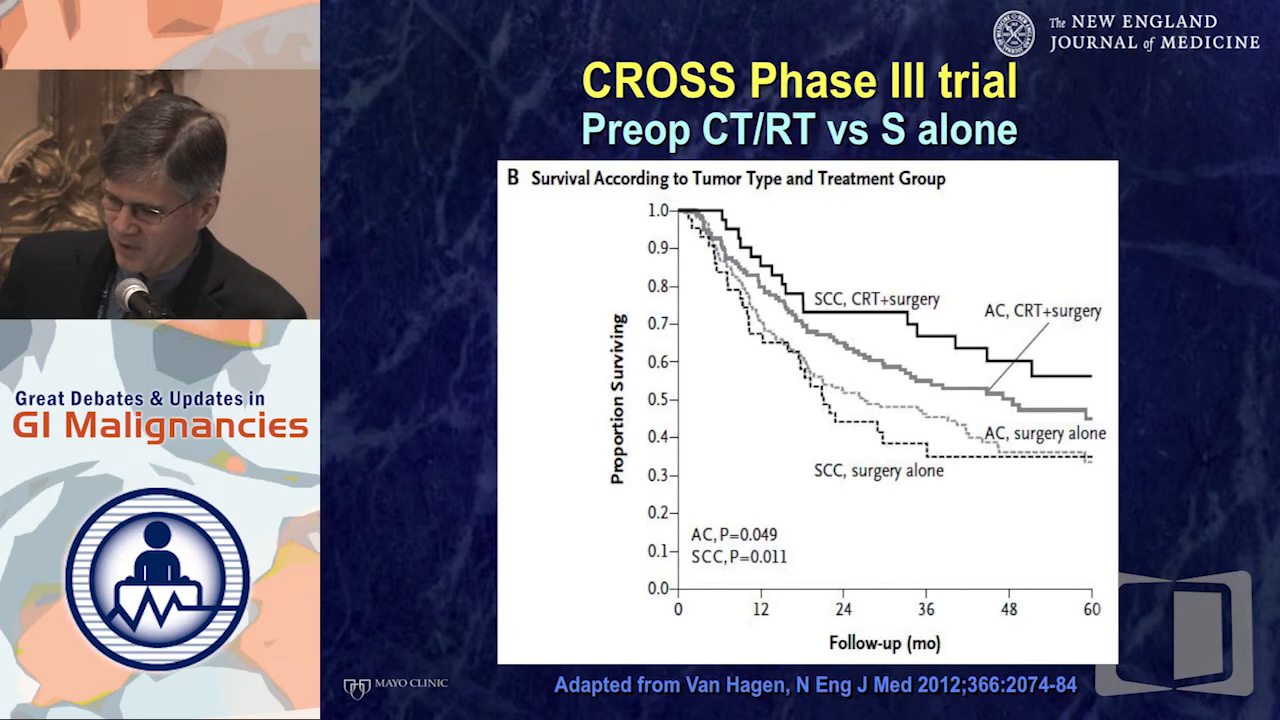 The NEW ENGLAND
JOURNAL of MEDICINE
CROSS Phase III trial
Preop CT/RT vs S alone
B Survival According to Tumor Type and Treatment Group
Proportion Surviving
1.0
0.9
0.8
0.7
0.6
0.5
0.4
0.3
0.2
0.1
0.0
SCC, CRT+surgery
AC, CRT+surgery
AC, surgery alone
SCC, surgery alone
AC, P=0.049
SCC, P=0.011
0 12 24 36 48 60
Follow-up (mo)
Great Debates & Updates in
GI Malignancies
MAYO CLINIC
Adapted from Van Hagen, N Eng J Med 2012;366:2074-84